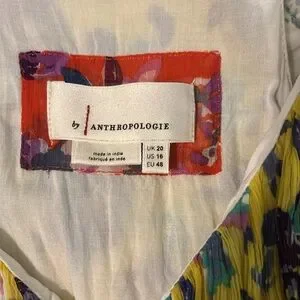 by ANTHROPOLOGIE
made in india
fabriqué en inde
UK 20
US 16
EU 48